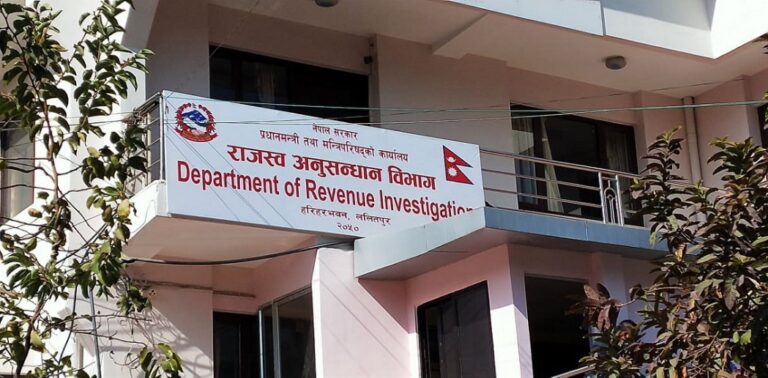 नेपाल सरकार
प्रधानमन्त्री तथा मन्त्रिपरिषद्को कार्यालय
राजस्व अनुसन्धान विभाग
Department of Revenue Investigation
हरिहरभवन, ललितपुर
२०५०